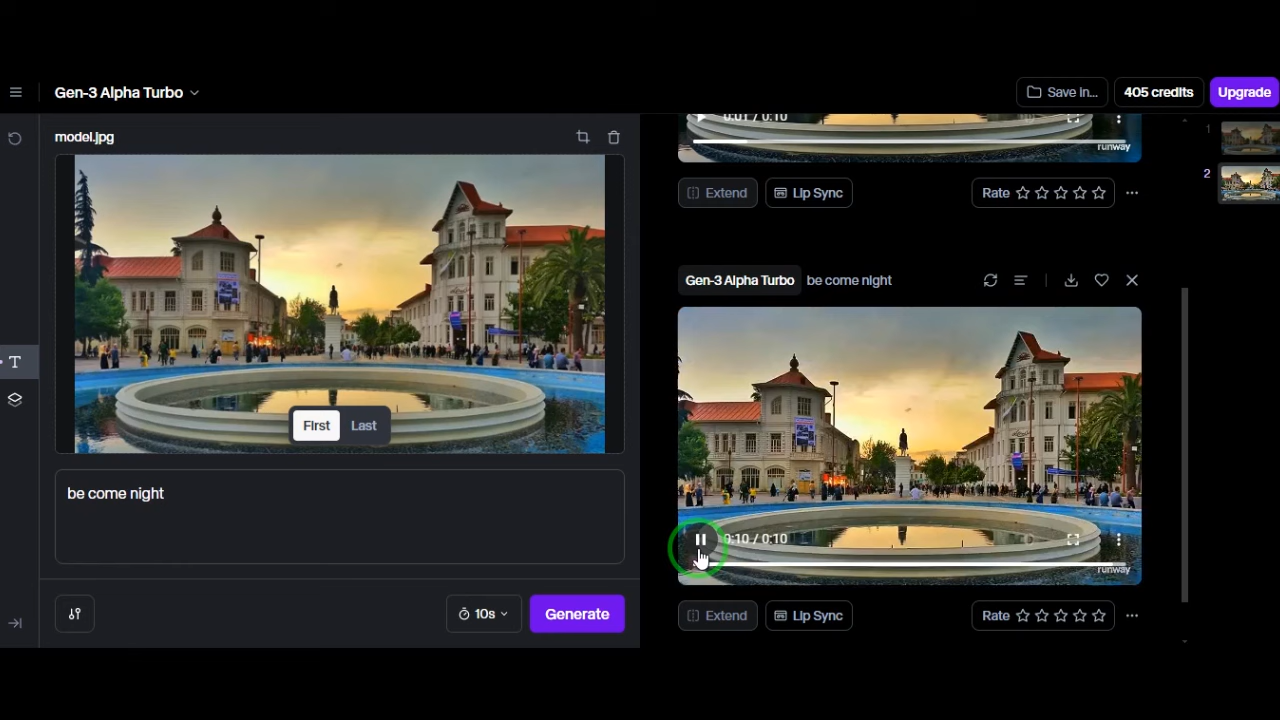 Gen-3 Alpha Turbo
Save in...
405 credits
Upgrade
model.jpg
First
Last
be come night
10s
Generate
0:01 / 0:10
runway
Extend
Lip Sync
Rate
Gen-3 Alpha Turbo
be come night
0:10 / 0:10
runway
Extend
Lip Sync
Rate
1
2
T